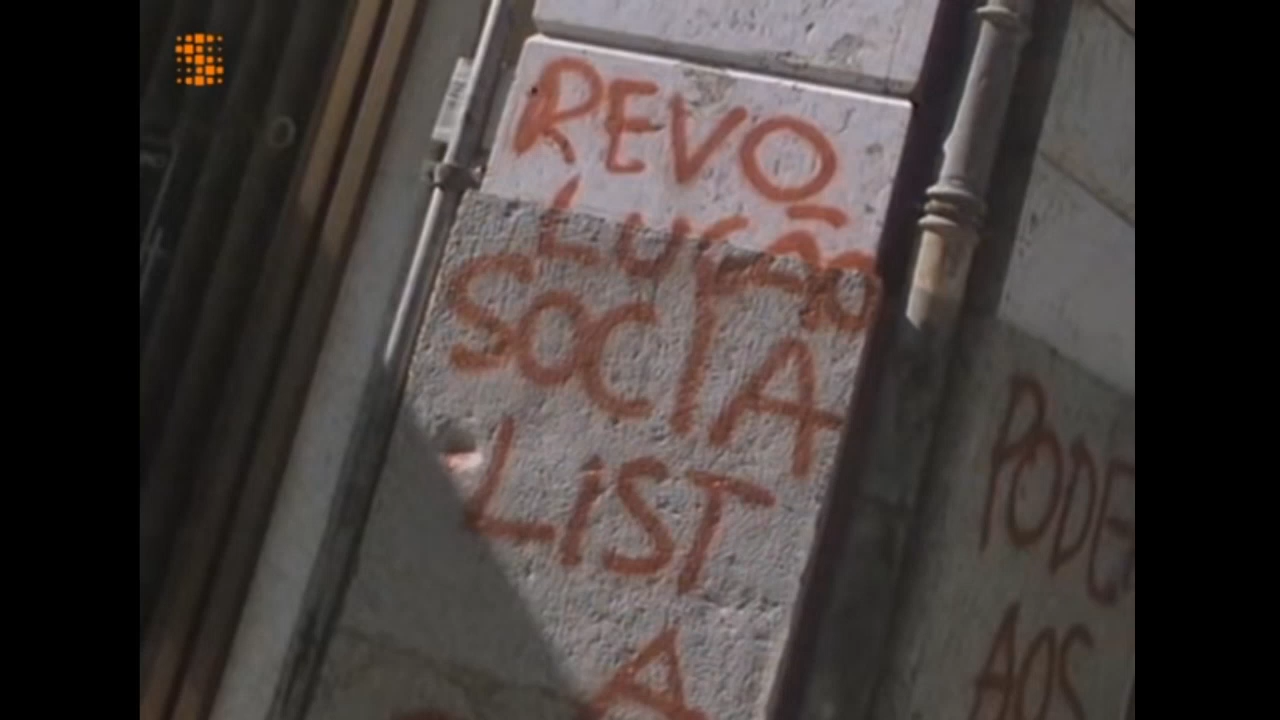 REVO
LUÇÃO
SOCIA
LIST
A
PODE
AOS